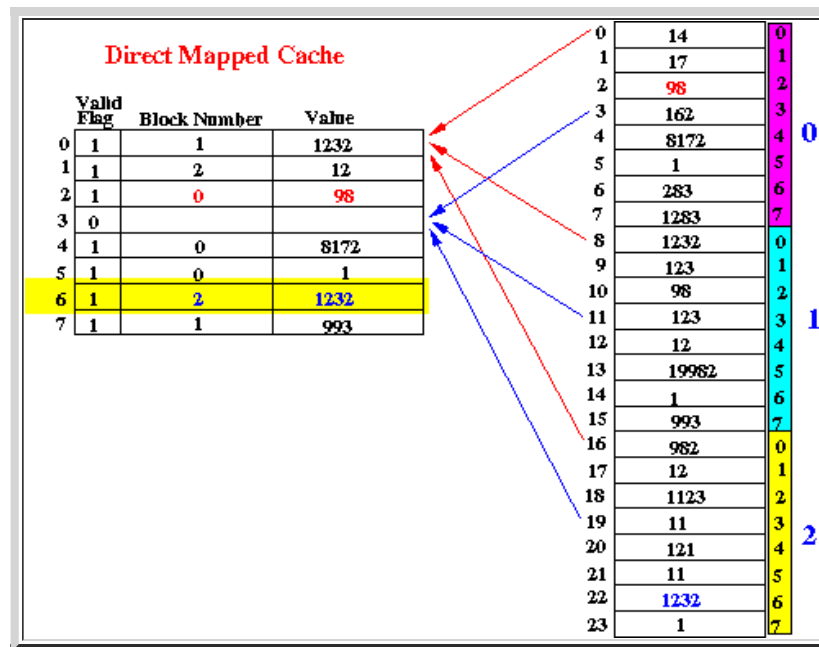 Direct Mapped Cache
Valid
Flag Block Number Value
0 1 1 1232
1 1 2 12
2 1 0 98
3 0
4 1 0 8172
5 1 0 1
6 1 2 1232
7 1 1 993
0 14 0
1 17 1
2 98 2
3 162 3
4 8172 4
5 1 5
6 283 6
7 1283 7
0
8 1232 0
9 123 1
10 98 2
11 123 3
12 12 4
13 19982 5
14 1 6
15 993 7
1
16 982 0
17 12 1
18 1123 2
19 11 3
20 121 4
21 11 5
22 1232 6
23 1 7
2